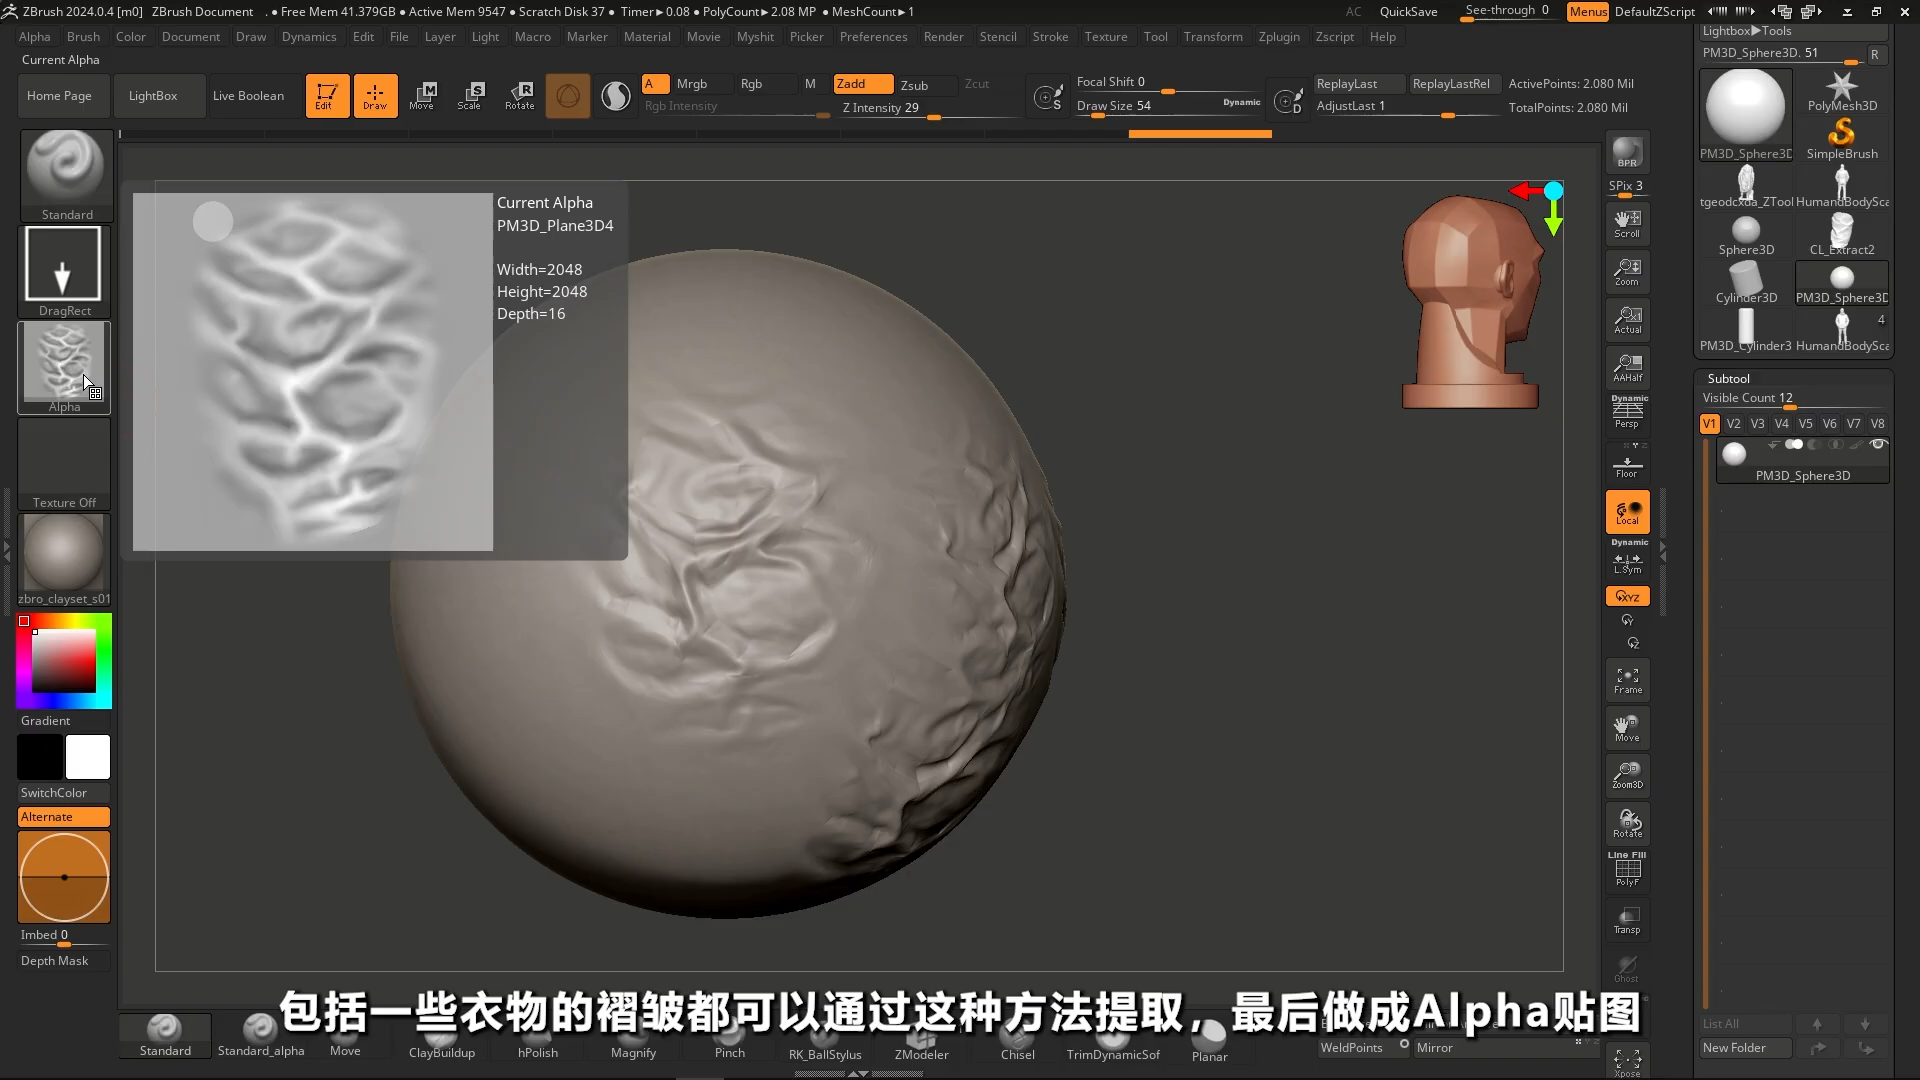 ZBrush 2024.0.4 [m0] ZBrush Document . ● Free Mem 41.379GB ● Active Mem 9547 ● Scratch Disk 37 ● Timer►0.08 ● PolyCount►2.08 MP ● MeshCount►1 AC QuickSave See-through 0 Menus DefaultZScript
Alpha Brush Color Document Draw Dynamics Edit File Layer Light Macro Marker Material Movie Myshit Picker Preferences Render Stencil Stroke Texture Tool Transform Zplugin Zscript Help
Lightbox►Tools
Current Alpha
PM3D_Sphere3D. 51 R
Home Page LightBox Live Boolean Edit Draw Move Scale Rotate
A Mrgb Rgb M Zadd Zsub Zcut
Rgb Intensity Z Intensity 29
Focal Shift 0
Draw Size 54 Dynamic
ReplayLast ReplayLastRel ActivePoints: 2.080 Mil
AdjustLast 1 TotalPoints: 2.080 Mil
Standard
DragRect
Alpha
Texture Off
zbro_clayset_s01
Gradient
SwitchColor
Alternate
Imbed 0
Depth Mask
Current Alpha
PM3D_Plane3D4
Width=2048
Height=2048
Depth=16
BPR
SPix 3
Scroll
Zoom
Actual
AAHalf
Dynamic
Persp
Floor
Local
Dynamic
L.Sym
XYZ
Frame
Move
Zoom3D
Rotate
Line Fill
PolyF
Transp
Ghost
Xpose
PolyMesh3D
PM3D_Sphere3D SimpleBrush
tgeodcxda_ZTool HumanBodySca
Sphere3D CL_Extract2
Cylinder3D PM3D_Sphere3D
4
PM3D_Cylinder3 HumanBodySca
Subtool
Visible Count 12
V1 V2 V3 V4 V5 V6 V7 V8
PM3D_Sphere3D
List All
New Folder
包括一些衣物的褶皱都可以通过这种方法提取，最后做成Alpha贴图
Standard Standard_alpha Move ClayBuildup hPolish Magnify Pinch RK_BallStylus ZModeler Chisel TrimDynamicSof Planar
WeldPoints Mirror